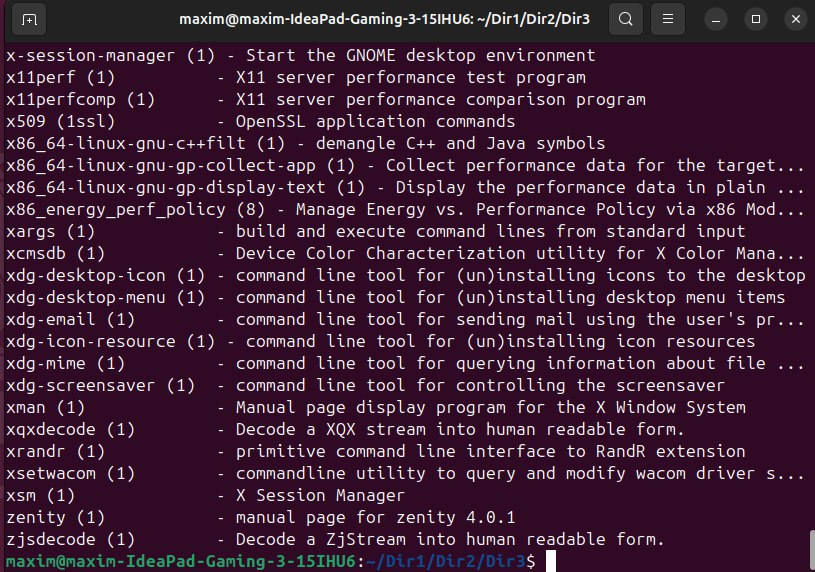 maxim@maxim-IdeaPad-Gaming-3-15IHU6: ~/Dir1/Dir2/Dir3
x-session-manager (1) - Start the GNOME desktop environment
x11perf (1)          - X11 server performance test program
x11perfcomp (1)      - X11 server performance comparison program
x509 (1ssl)          - OpenSSL application commands
x86_64-linux-gnu-c++filt (1) - demangle C++ and Java symbols
x86_64-linux-gnu-gp-collect-app (1) - Collect performance data for the target...
x86_64-linux-gnu-gp-display-text (1) - Display the performance data in plain ...
x86_energy_perf_policy (8) - Manage Energy vs. Performance Policy via x86 Mod...
xargs (1)            - build and execute command lines from standard input
xcmsdb (1)           - Device Color Characterization utility for X Color Mana...
xdg-desktop-icon (1) - command line tool for (un)installing icons to the desktop
xdg-desktop-menu (1) - command line tool for (un)installing desktop menu items
xdg-email (1)        - command line tool for sending mail using the user's pr...
xdg-icon-resource (1) - command line tool for (un)installing icon resources
xdg-mime (1)         - command line tool for querying information about file ...
xdg-screensaver (1)  - command line tool for controlling the screensaver
xman (1)             - Manual page display program for the X Window System
xqxdecode (1)        - Decode a XQX stream into human readable form.
xrandr (1)           - primitive command line interface to RandR extension
xsetwacom (1)        - commandline utility to query and modify wacom driver s...
xsm (1)              - X Session Manager
zenity (1)           - manual page for zenity 4.0.1
zjsdecode (1)        - Decode a ZjStream into human readable form.
maxim@maxim-IdeaPad-Gaming-3-15IHU6:~/Dir1/Dir2/Dir3$